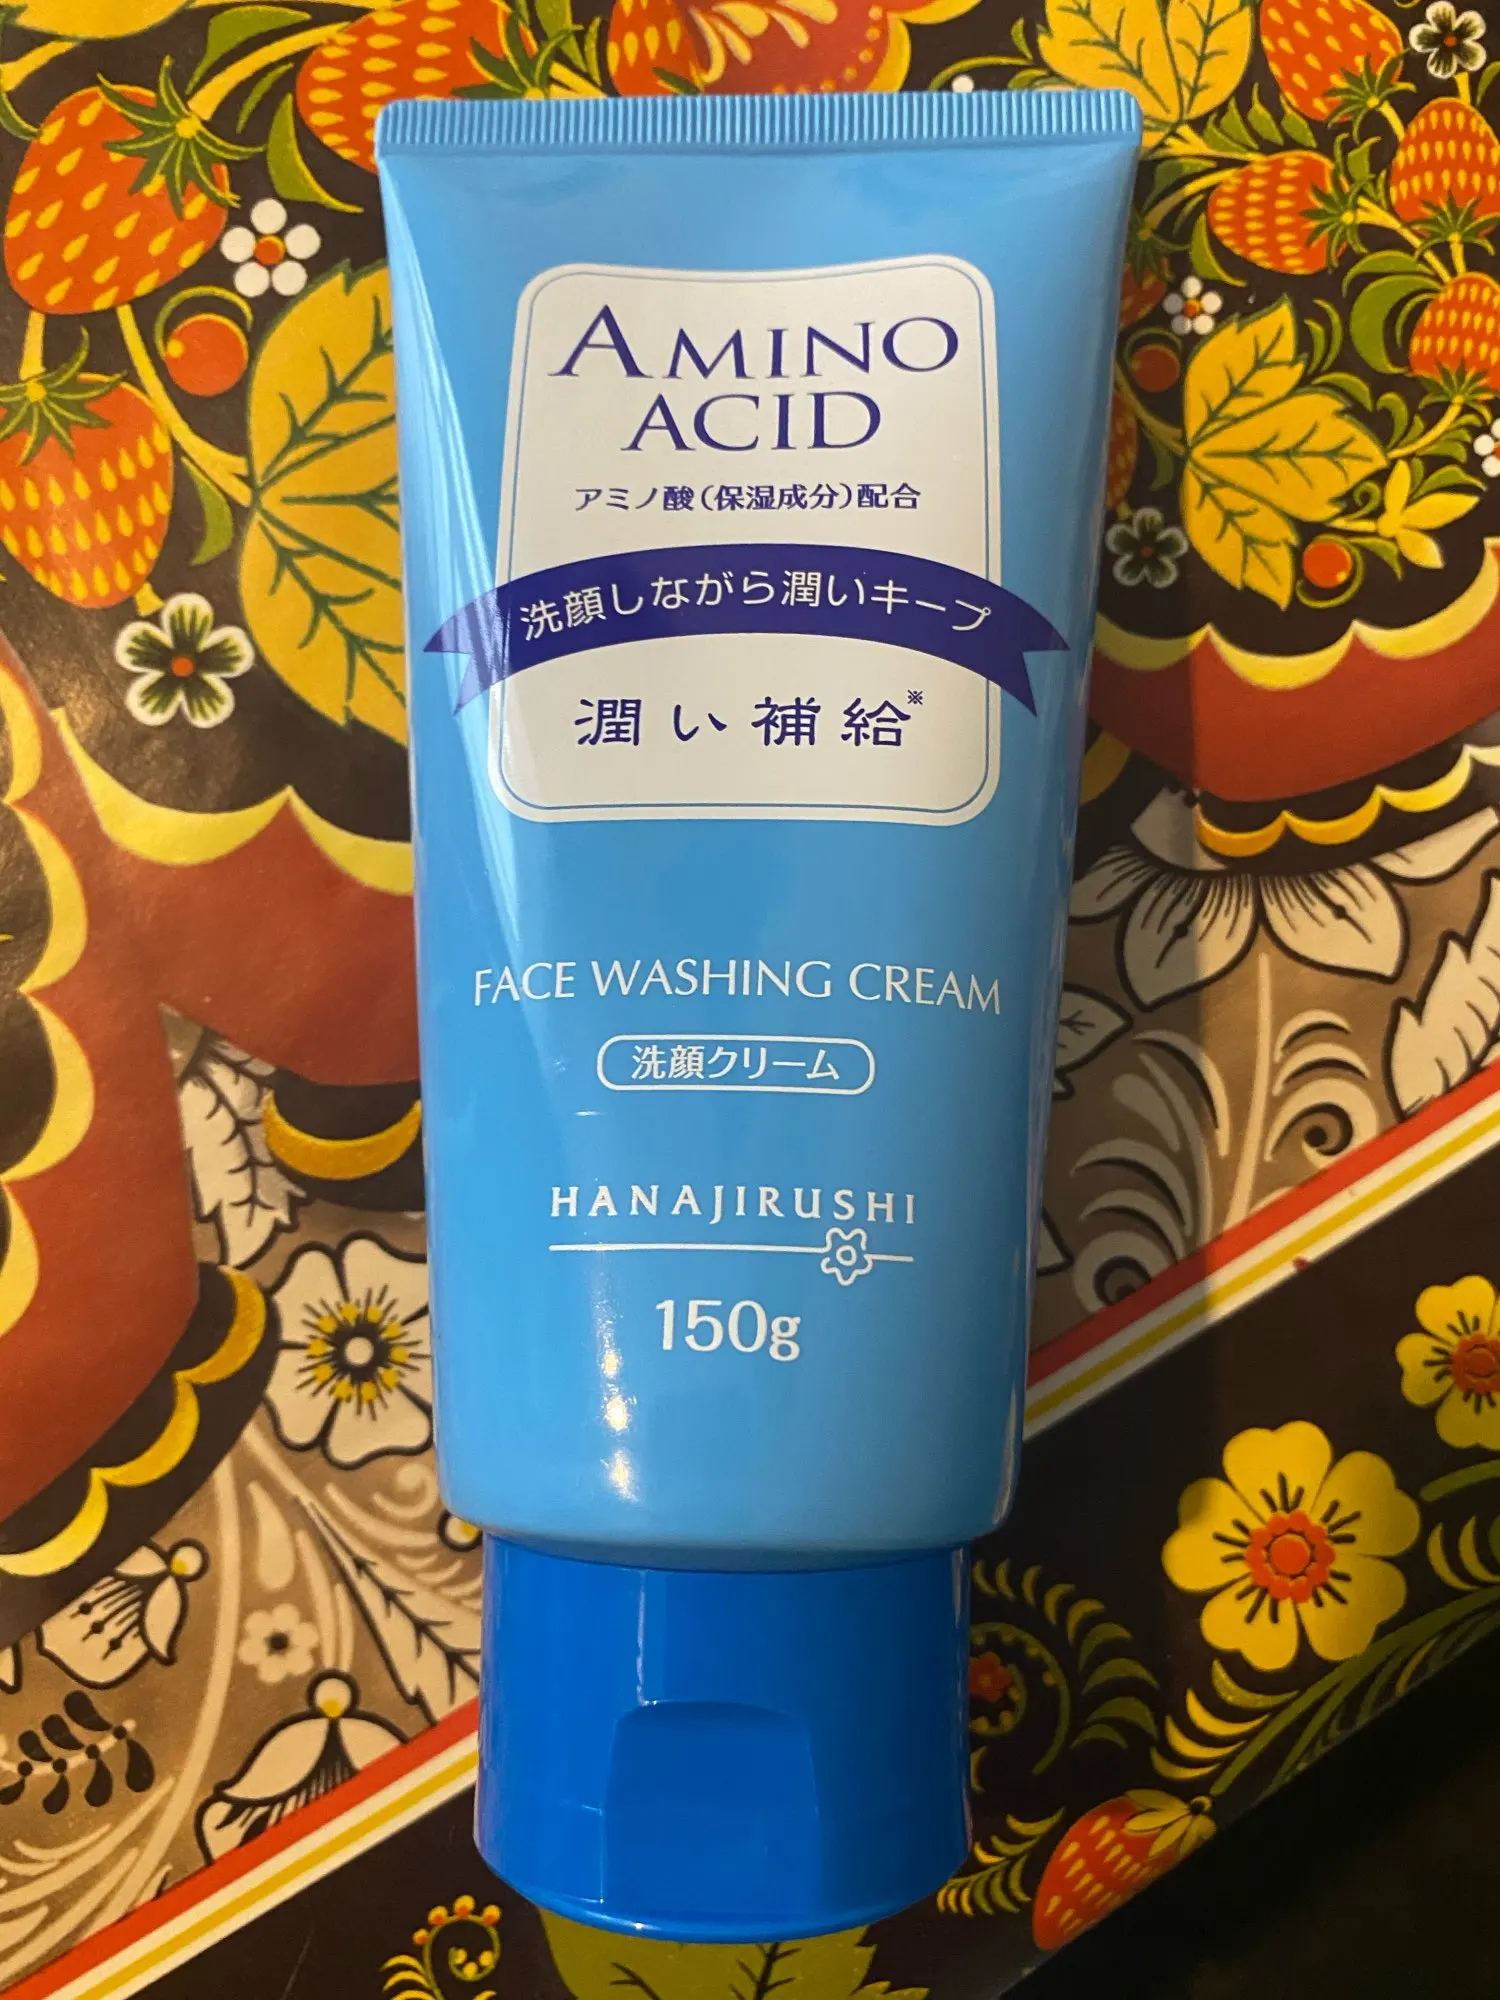 AMINO
ACID
アミノ酸(保湿成分)配合
洗顔しながら潤いキープ
潤い補給※
FACE WASHING CREAM
洗顔クリーム
HANAJIRUSHI
150g